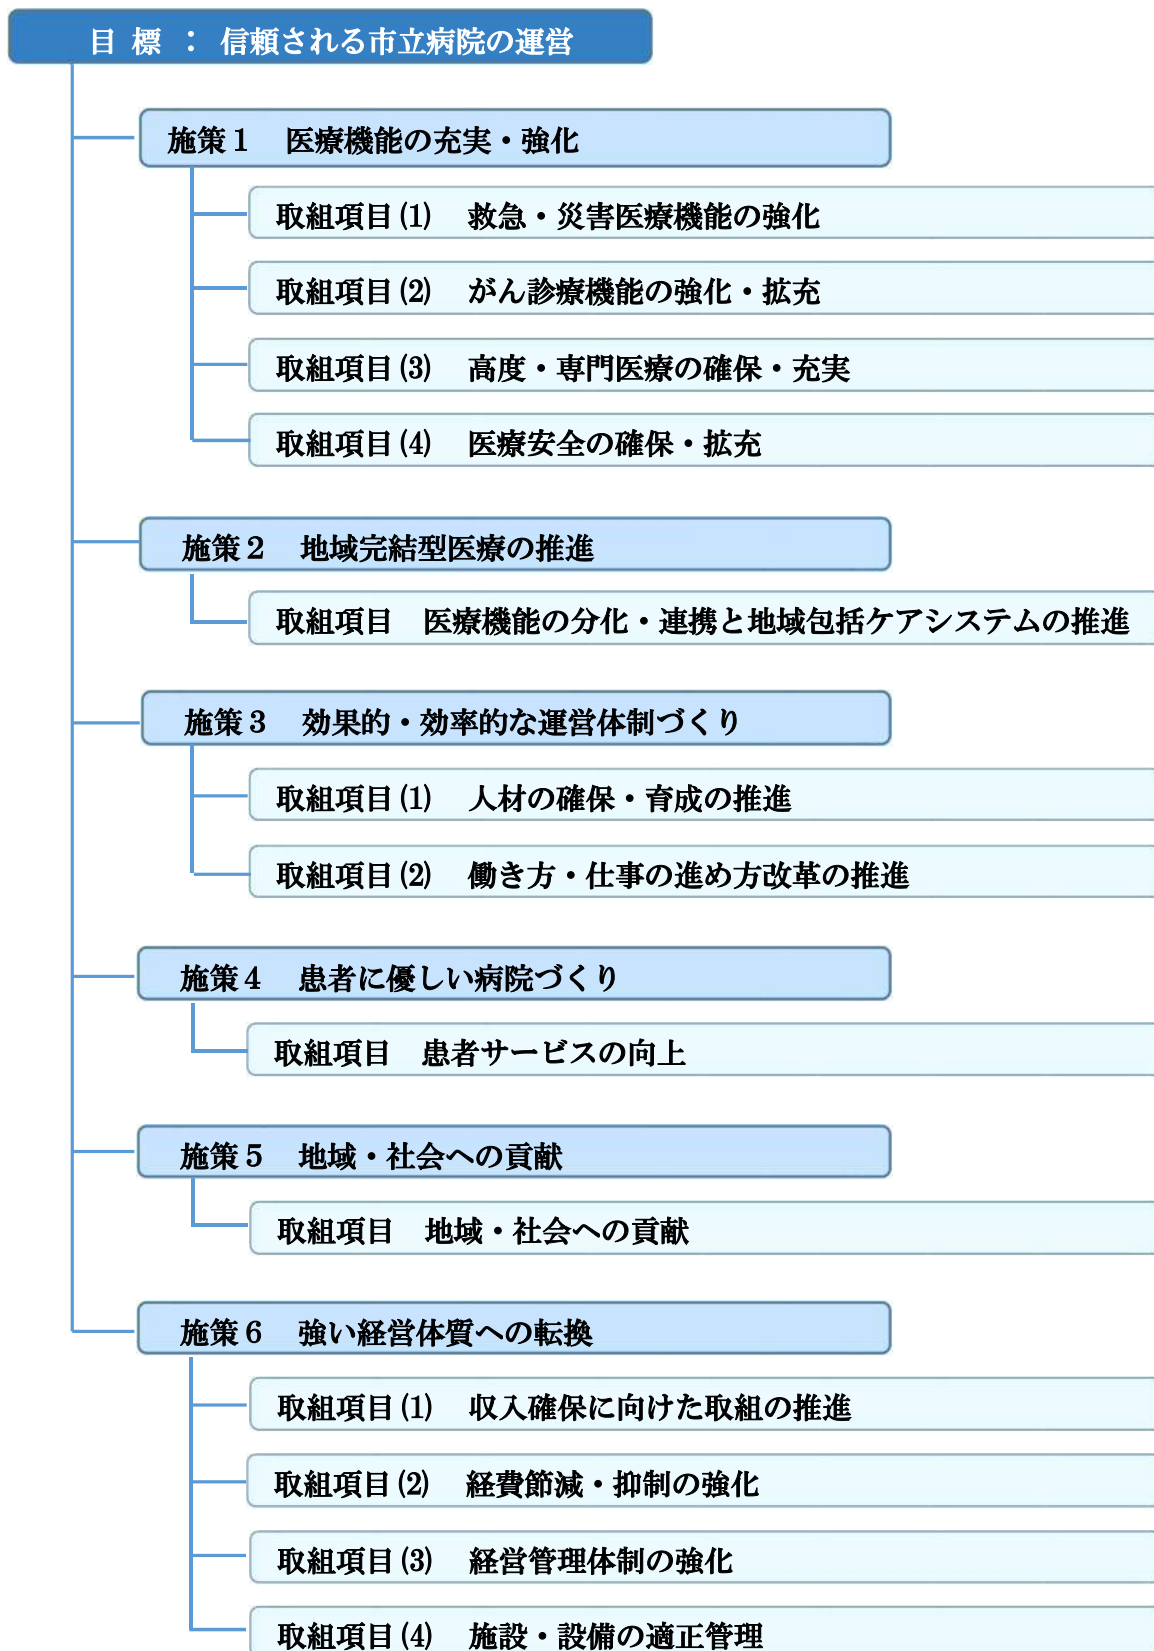 目 標 ： 信頼される市立病院の運営
施策１　医療機能の充実・強化
取組項目(1)　救急・災害医療機能の強化
取組項目(2)　がん診療機能の強化・拡充
取組項目(3)　高度・専門医療の確保・充実
取組項目(4)　医療安全の確保・拡充
施策２　地域完結型医療の推進
取組項目　医療機能の分化・連携と地域包括ケアシステムの推進
施策３　効果的・効率的な運営体制づくり
取組項目(1)　人材の確保・育成の推進
取組項目(2)　働き方・仕事の進め方改革の推進
施策４　患者に優しい病院づくり
取組項目　患者サービスの向上
施策５　地域・社会への貢献
取組項目　地域・社会への貢献
施策６　強い経営体質への転換
取組項目(1)　収入確保に向けた取組の推進
取組項目(2)　経費節減・抑制の強化
取組項目(3)　経営管理体制の強化
取組項目(4)　施設・設備の適正管理